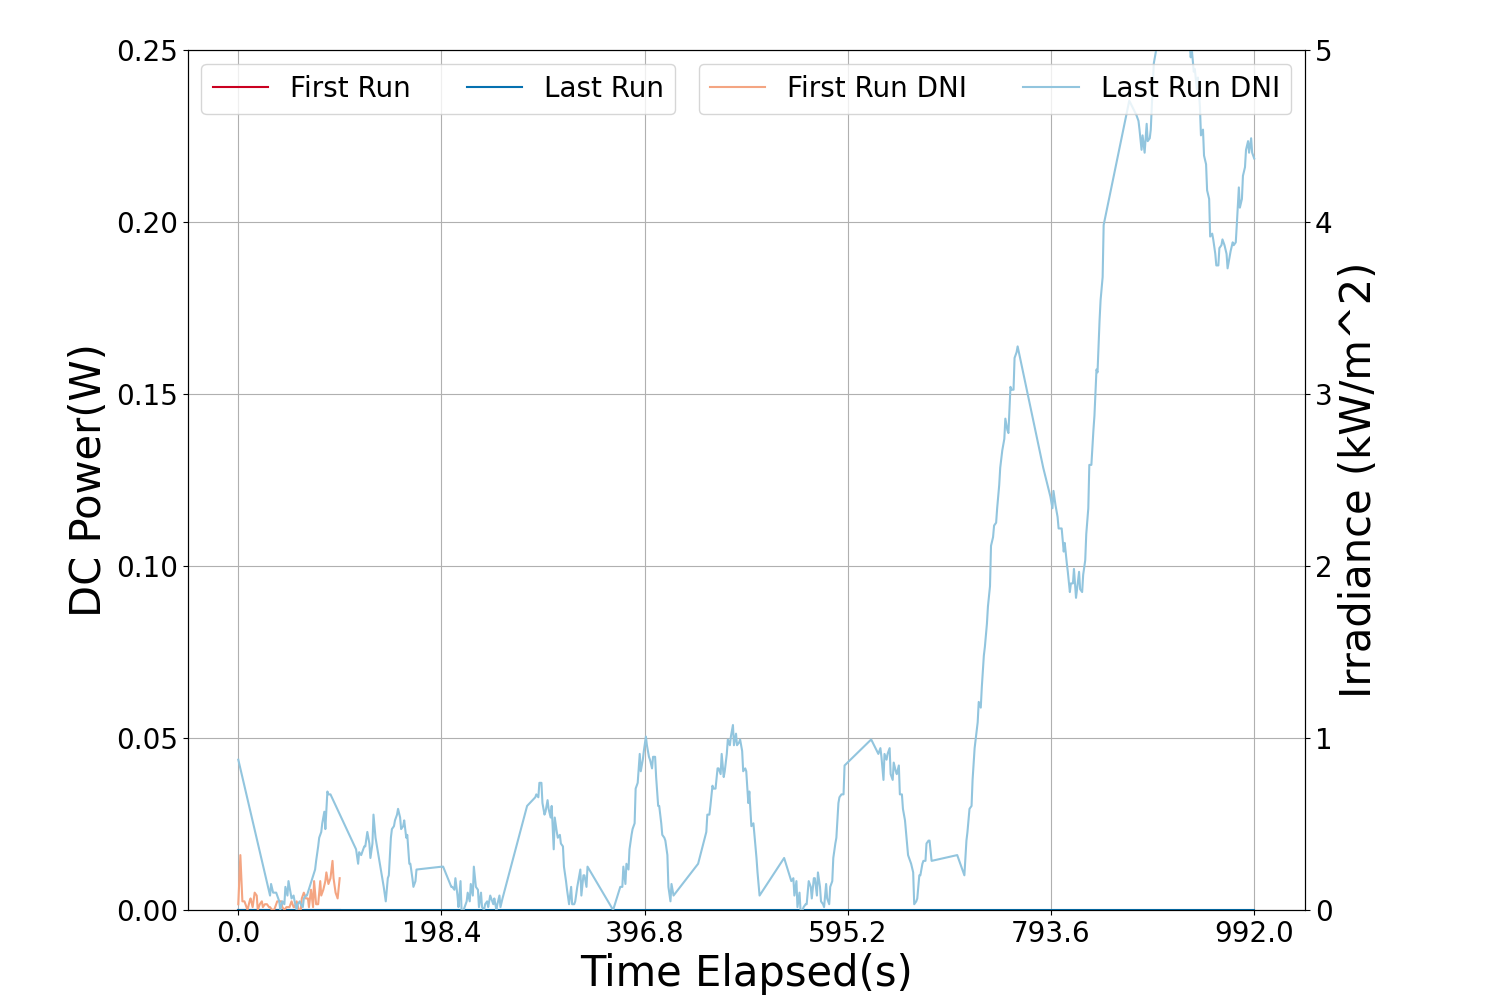 First Run
Last Run
First Run DNI
Last Run DNI
DC Power(W)
0.25
0.20
0.15
0.10
0.05
0.00
5
4
3
2
1
0
Irradiance (kW/m^2)
0.0
198.4
396.8
595.2
793.6
992.0
Time Elapsed(s)